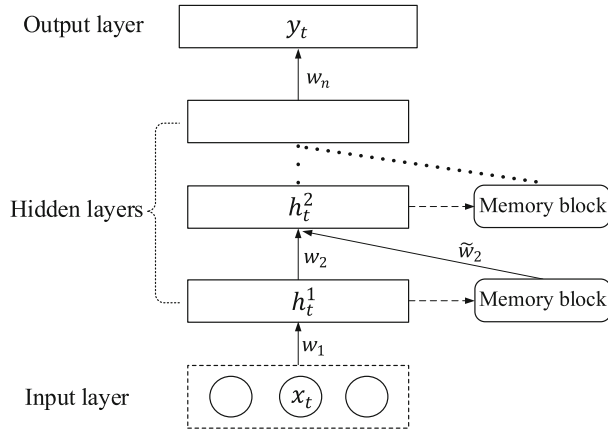 Output layer
y_t
w_n
Hidden layers
h_t^2
Memory block
w_2
w̃_2
h_t^1
Memory block
w_1
Input layer
x_t